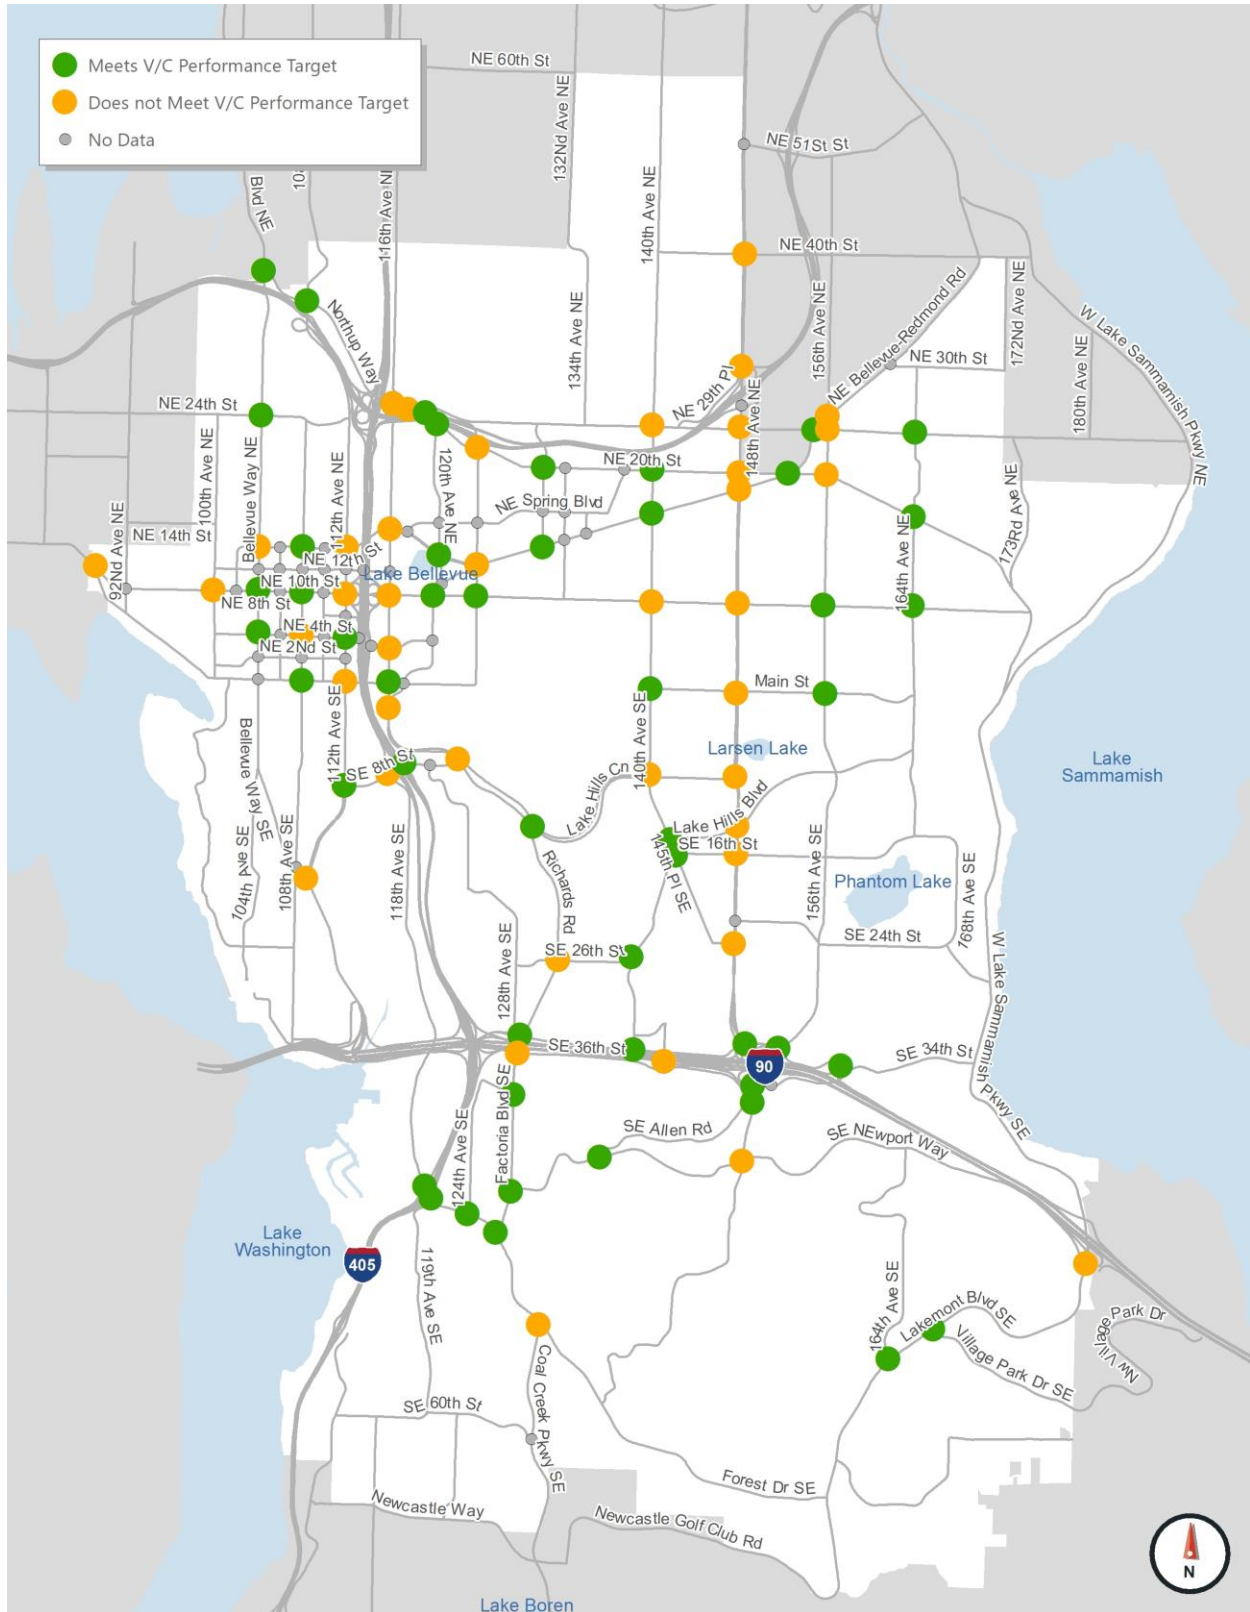 Meets V/C Performance Target
Does not Meet V/C Performance Target
No Data
NE 60th St
132Nd Ave NE
NE 51St St
Blvd NE
108
116th Ave NE
140th Ave NE
NE 40th St
156th Ave NE
NE Bellevue-Redmond Rd
172Nd Ave NE
W Lake Sammamish Pkwy NE
Northup Way
134th Ave NE
NE 29th Pl
NE 30th St
180th Ave NE
148th Ave NE
NE 24th St
100th Ave NE
Bellevue Way NE
112th Ave NE
120th Ave NE
NE 20th St
NE Spring Blvd
164th Ave NE
173Rd Ave NE
92Nd Ave NE
NE 14th St
NE 12th St
Lake Bellevue
NE 10th St
NE 8th St
NE 4th St
NE 2Nd St
Main St
140th Ave SE
Larsen Lake
Lake
Sammamish
Bellevue Way SE
112th Ave SE
SE 8th St
Lake Hills Cn
Lake Hills Blvd
SE 16th St
145th Pl SE
104th Ave SE
108th Ave SE
118th Ave SE
Richards Rd
156th Ave SE
Phantom Lake
168th Ave SE
SE 24th St
SE 26th St
128th Ave SE
W Lake Sammamish Pkwy SE
SE 36th St
90
SE 34th St
Factoria Blvd SE
124th Ave SE
SE Allen Rd
SE NEwport Way
Lake
Washington
405
119th Ave SE
164th Ave SE
Lakemont Blvd SE
Village Park Dr SE
NW Village Park Dr
Coal Creek Pkwy SE
SE 60th St
Forest Dr SE
Newcastle Way
Newcastle Golf Club Rd
N
Lake Boren